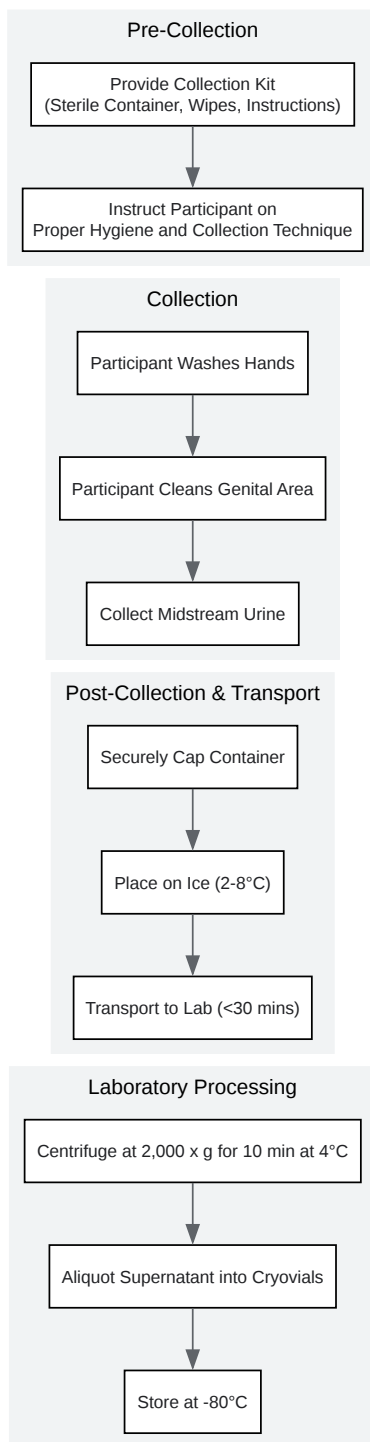 Pre-Collection
Provide Collection Kit
(Sterile Container, Wipes, Instructions)
Instruct Participant on
Proper Hygiene and Collection Technique
Collection
Participant Washes Hands
Participant Cleans Genital Area
Collect Midstream Urine
Post-Collection & Transport
Securely Cap Container
Place on Ice (2-8°C)
Transport to Lab (<30 mins)
Laboratory Processing
Centrifuge at 2,000 x g for 10 min at 4°C
Aliquot Supernatant into Cryovials
Store at -80°C